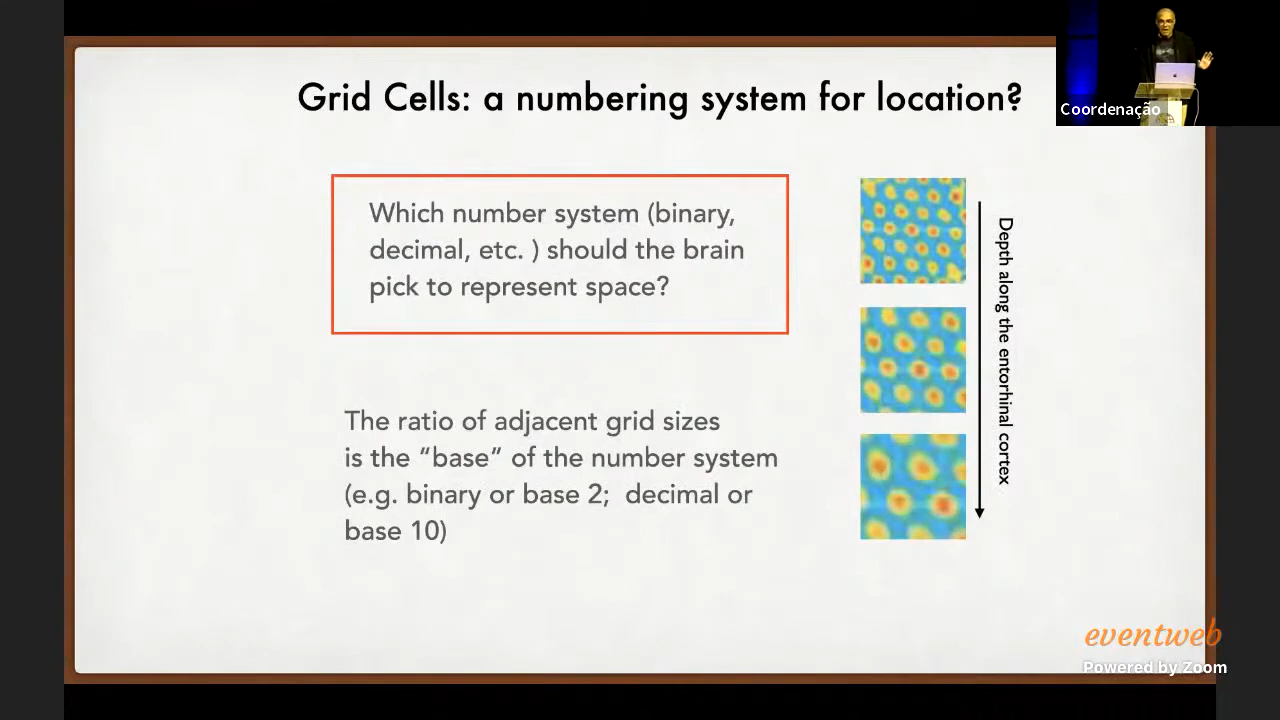 Grid Cells: a numbering system for location?
Coordenação
Which number system (binary,
decimal, etc. ) should the brain
pick to represent space?
Depth along the entorhinal cortex
The ratio of adjacent grid sizes
is the “base” of the number system
(e.g. binary or base 2;  decimal or
base 10)
eventweb
Powered by Zoom